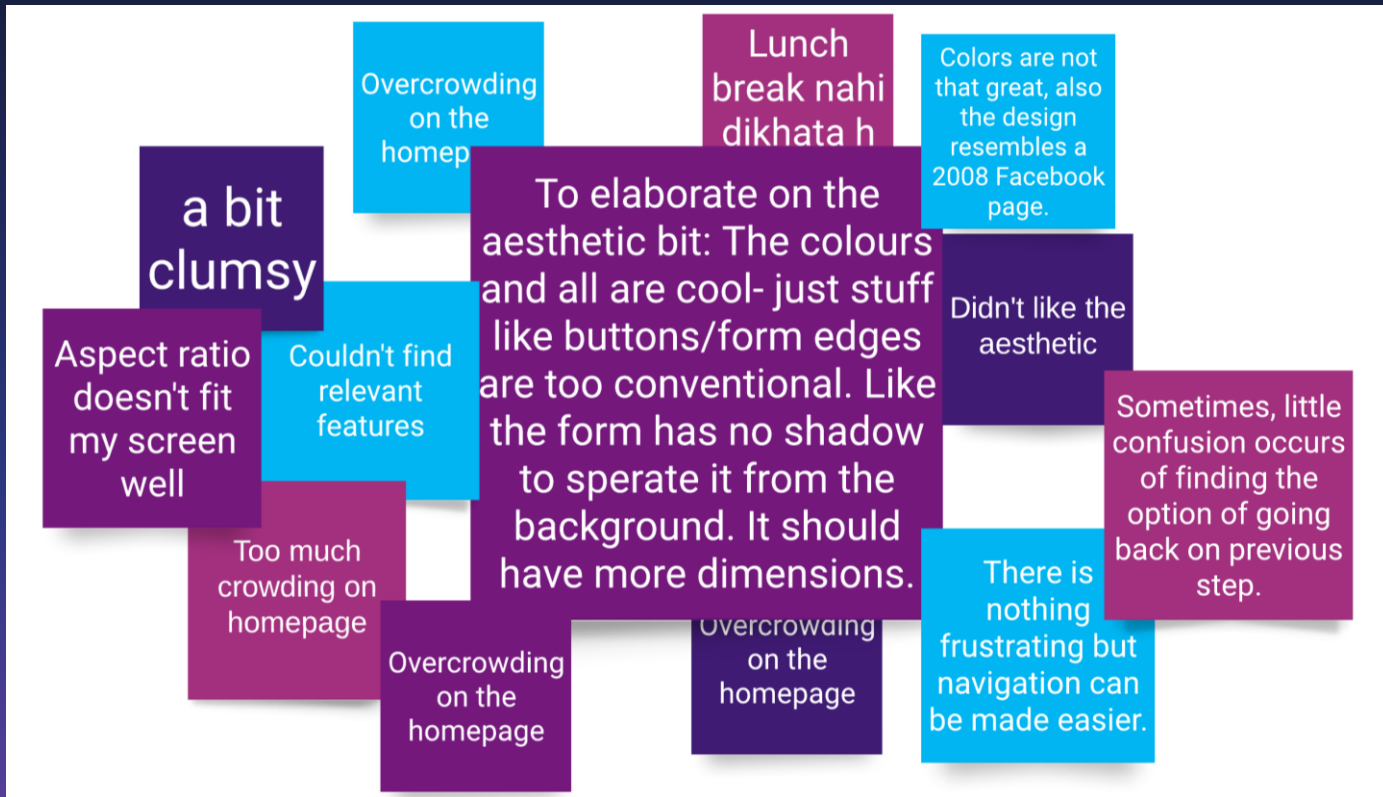 Overcrowding
on the
homep
Lunch
break nahi
dikhata h
Colors are not
that great, also
the design
resembles a
2008 Facebook
page.
a bit
clumsy
To elaborate on the
aesthetic bit: The colours
and all are cool- just stuff
like buttons/form edges
are too conventional. Like
the form has no shadow
to sperate it from the
background. It should
have more dimensions.
Didn't like the
aesthetic
Aspect ratio
doesn't fit
my screen
well
Couldn't find
relevant
features
Sometimes, little
confusion occurs
of finding the
option of going
back on previous
step.
Too much
crowding on
homepage
Overcrowding
on the
homepage
Overcrowding
on the
homepage
There is
nothing
frustrating but
navigation can
be made easier.